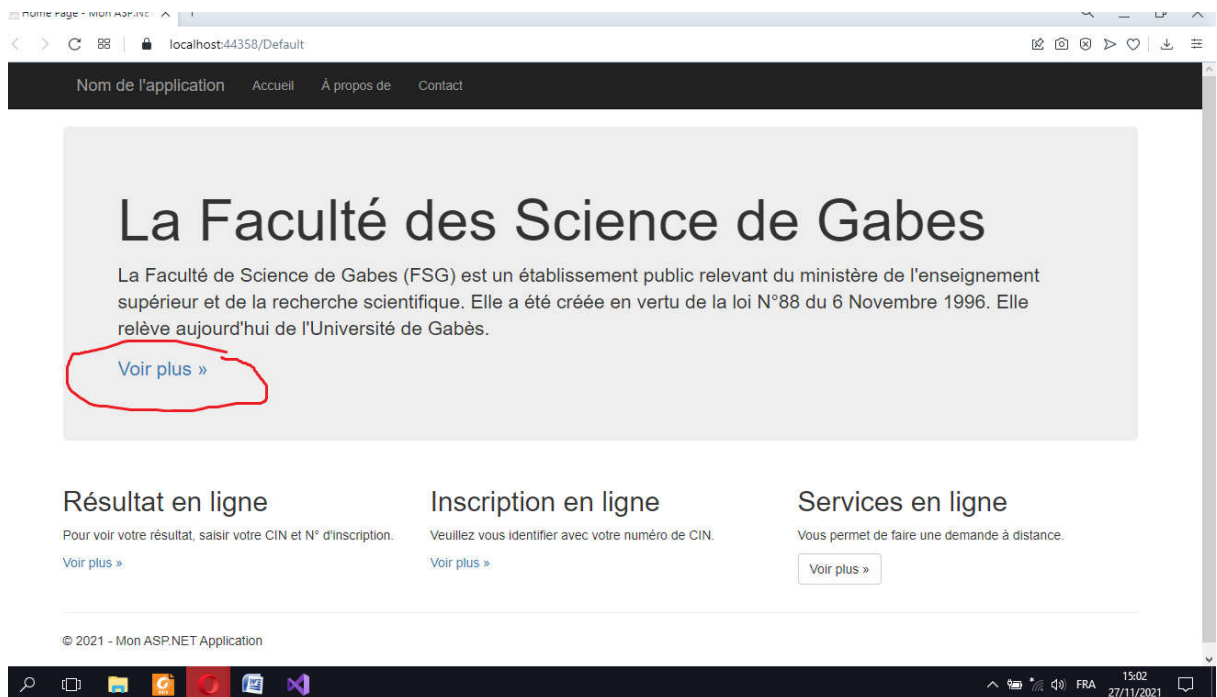 Home Page - Mon ASP.NE
localhost:44358/Default
Nom de l'application Accueil À propos de Contact
La Faculté des Science de Gabes
La Faculté de Science de Gabes (FSG) est un établissement public relevant du ministère de l'enseignement
supérieur et de la recherche scientifique. Elle a été créée en vertu de la loi N°88 du 6 Novembre 1996. Elle
relève aujourd'hui de l'Université de Gabès.
Voir plus »
Résultat en ligne
Pour voir votre résultat, saisir votre CIN et N° d'inscription.
Voir plus »
Inscription en ligne
Veuillez vous identifier avec votre numéro de CIN.
Voir plus »
Services en ligne
Vous permet de faire une demande à distance.
Voir plus »
© 2021 - Mon ASP.NET Application
FRA
15:02
27/11/2021